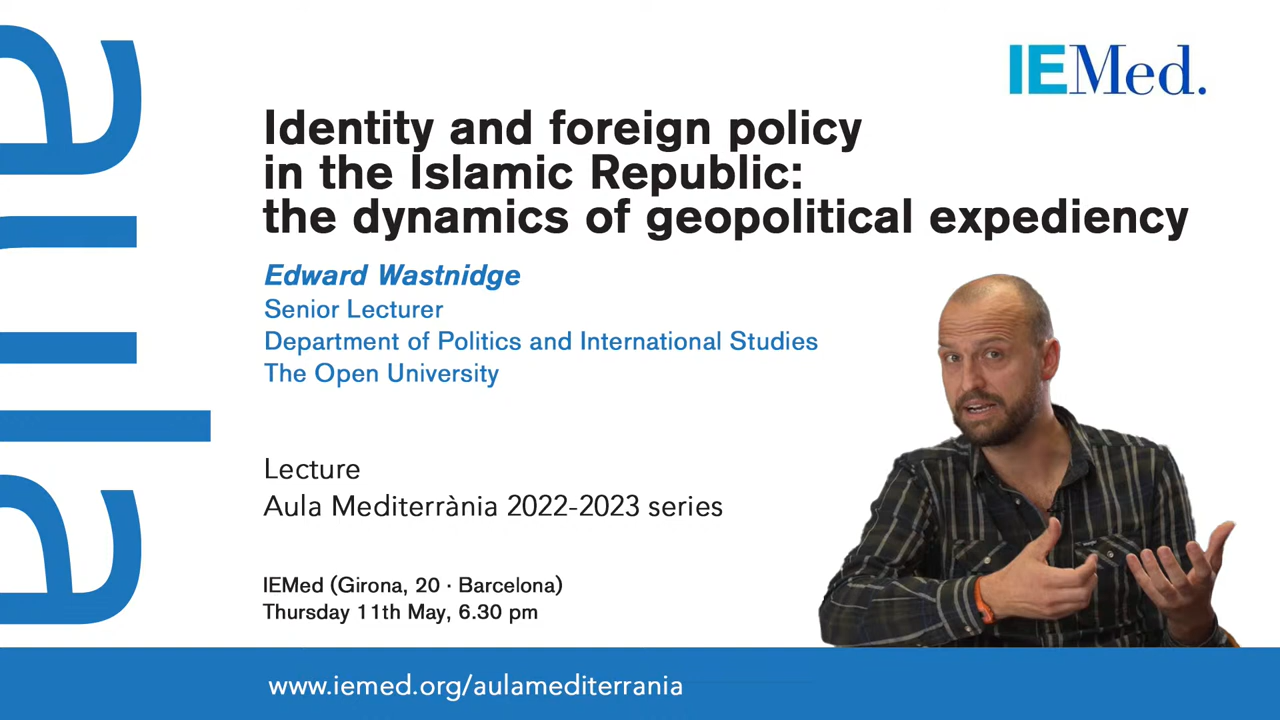 aula
IEMed.
Identity and foreign policy
in the Islamic Republic:
the dynamics of geopolitical expediency
Edward Wastnidge
Senior Lecturer
Department of Politics and International Studies
The Open University
Lecture
Aula Mediterrània 2022-2023 series
IEMed (Girona, 20 · Barcelona)
Thursday 11th May, 6.30 pm
www.iemed.org/aulamediterrania